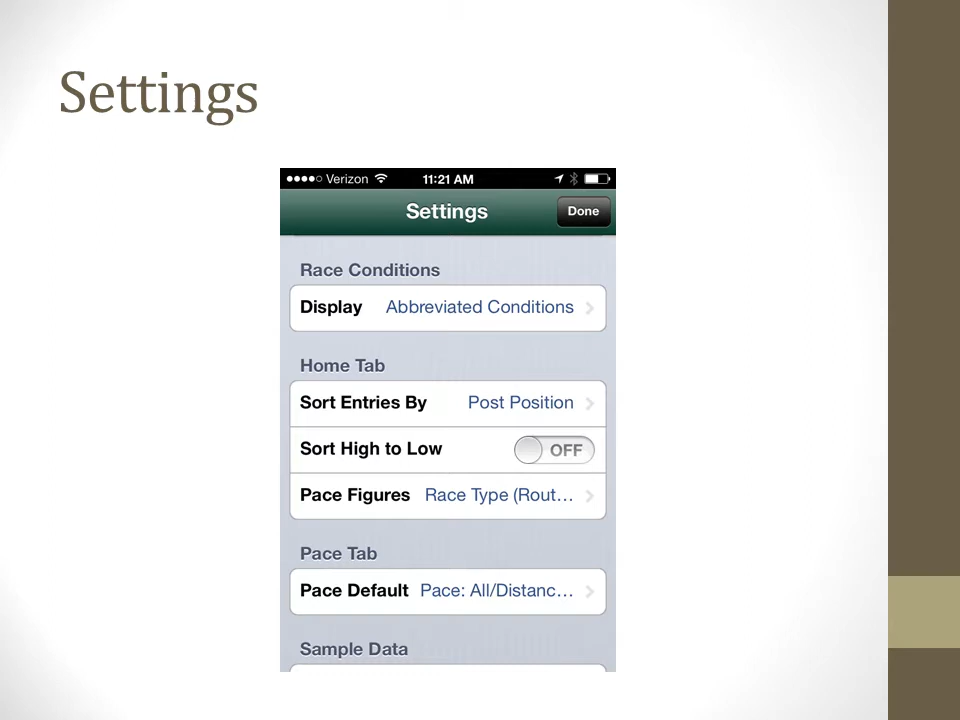 Settings
Verizon 11:21 AM
Settings Done
Race Conditions
Display Abbreviated Conditions
Home Tab
Sort Entries By Post Position
Sort High to Low OFF
Pace Figures Race Type (Rout…
Pace Tab
Pace Default Pace: All/Distanc…
Sample Data